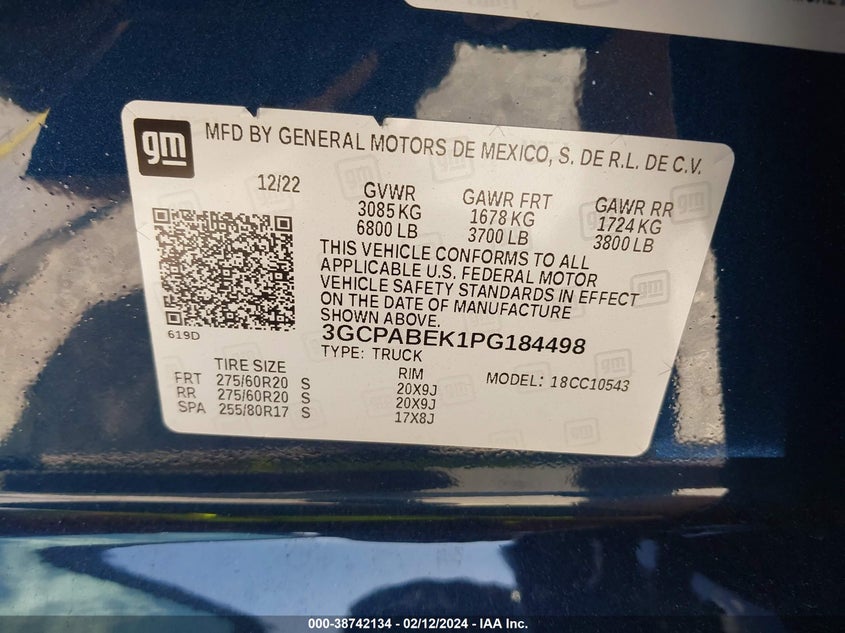 gm
MFD BY GENERAL MOTORS DE MEXICO, S. DE R.L. DE C.V.
12/22
GVWR
3085 KG
6800 LB
GAWR FRT
1678 KG
3700 LB
GAWR RR
1724 KG
3800 LB
THIS VEHICLE CONFORMS TO ALL
APPLICABLE U.S. FEDERAL MOTOR
VEHICLE SAFETY STANDARDS IN EFFECT
ON THE DATE OF MANUFACTURE
SHOWN ABOVE.
619D
3GCPABEK1PG184498
TYPE: TRUCK
MODEL: 18CC10543
TIRE SIZE RIM
FRT 275/60R20 S 20X9J
RR 275/60R20 S 20X9J
SPA 255/80R17 S 17X8J
000-38742134 - 02/12/2024 - IAA Inc.